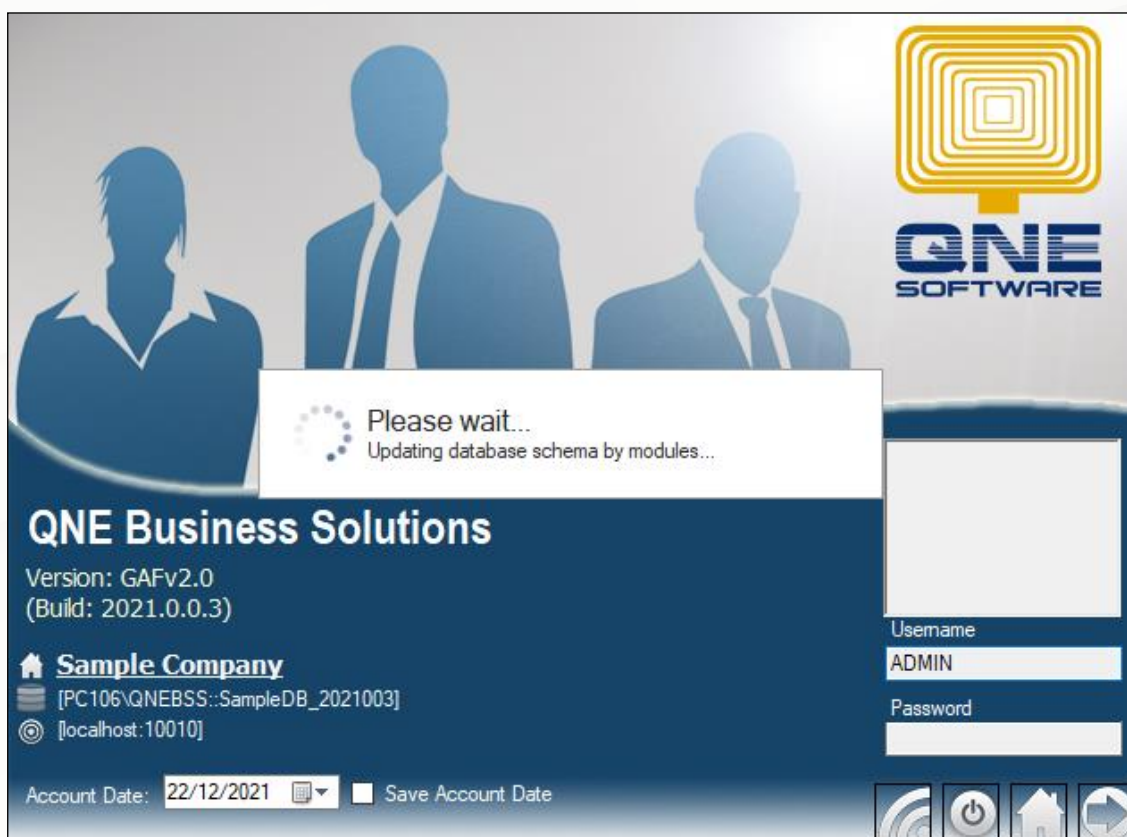 QNE
SOFTWARE
Please wait...
Updating database schema by modules...
QNE Business Solutions
Version: GAFv2.0
(Build: 2021.0.0.3)
Sample Company
[PC106\QNEBSS::SampleDB_2021003]
[localhost:10010]
Username
ADMIN
Password
Account Date: 22/12/2021 Save Account Date